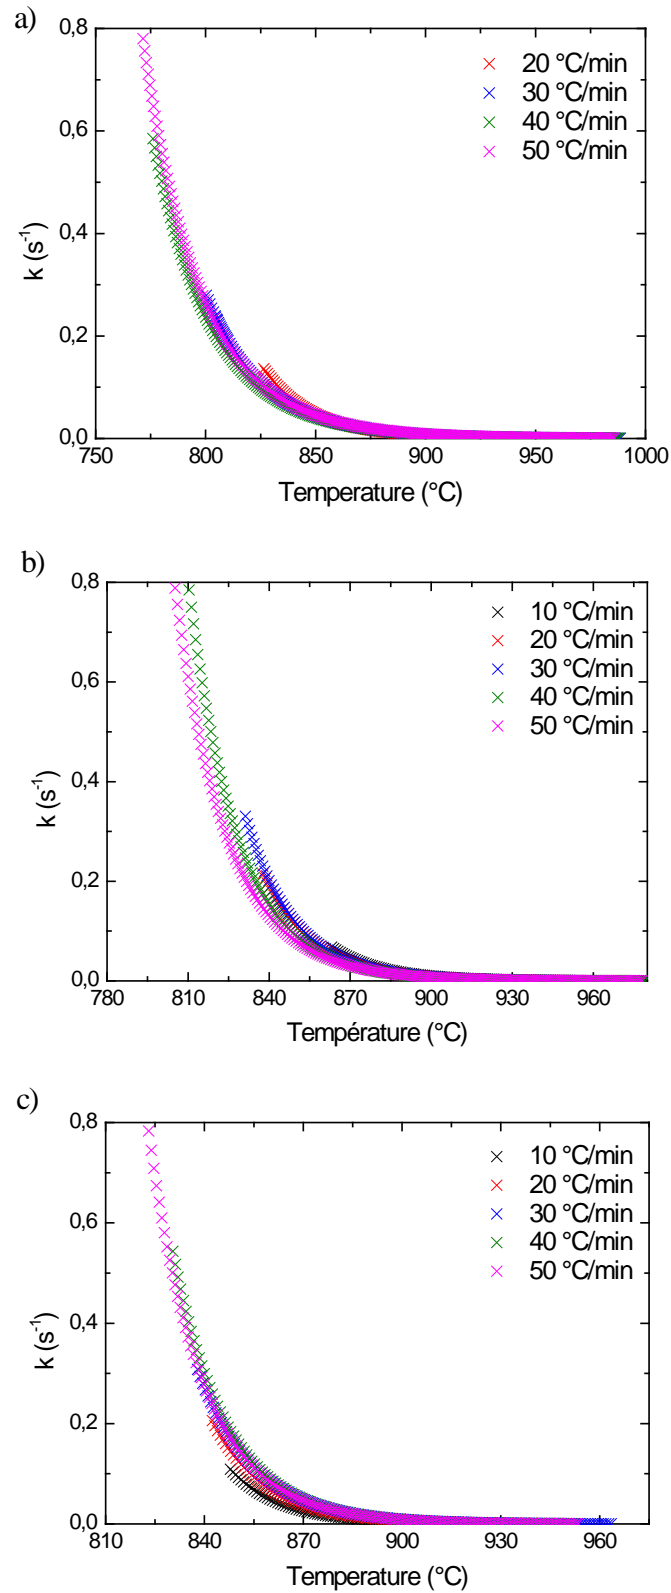 a)
0,8
0,6
0,4
0,2
0,0
k (s-1)
20 °C/min
30 °C/min
40 °C/min
50 °C/min
750 800 850 900 950 1000
Temperature (°C)
b)
0,8
0,6
0,4
0,2
0,0
k (s-1)
10 °C/min
20 °C/min
30 °C/min
40 °C/min
50 °C/min
780 810 840 870 900 930 960
Température (°C)
c)
0,8
0,6
0,4
0,2
0,0
k (s-1)
10 °C/min
20 °C/min
30 °C/min
40 °C/min
50 °C/min
810 840 870 900 930 960
Temperature (°C)